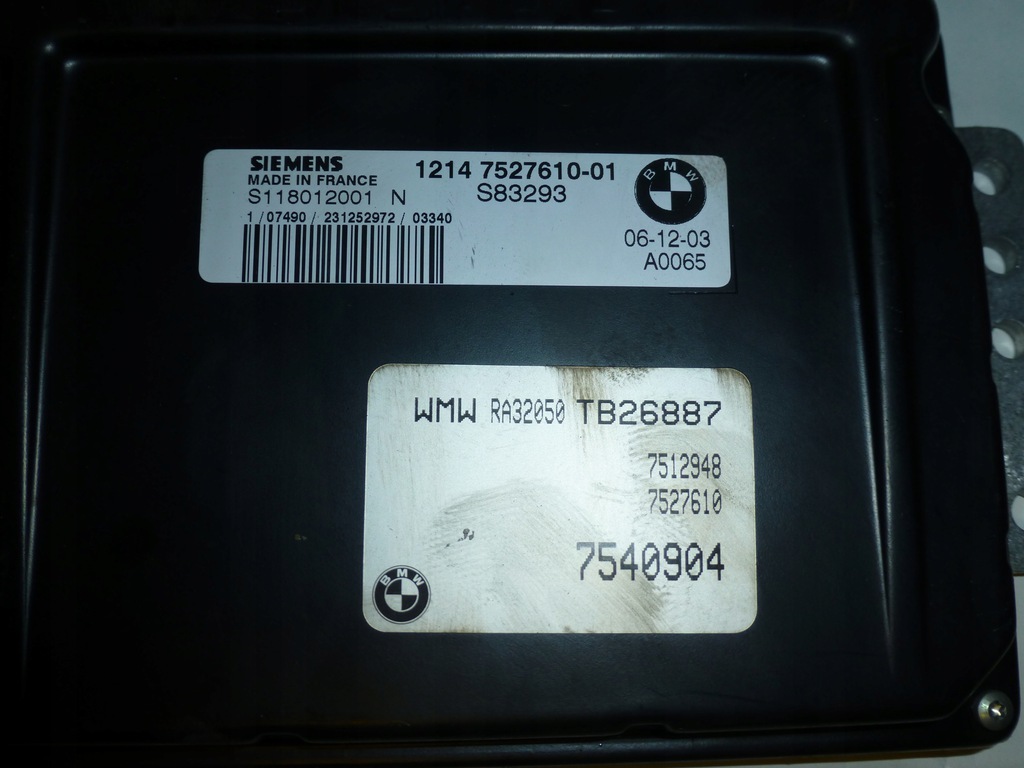 SIEMENS
MADE IN FRANCE
S118012001 N
1214 7527610-01
S83293
1 / 07490 / 231252972 / 03340
BMW
06-12-03
A0065
WMW RA32050 TB26887
7512948
7527610
7540904
BMW